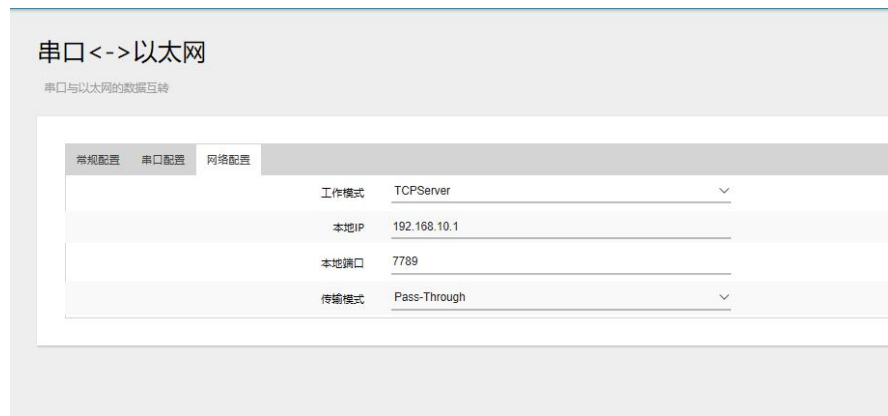 串口<->以太网
串口与以太网的数据互转
常规配置 串口配置 网络配置
工作模式 TCPServer
本地IP 192.168.10.1
本地端口 7789
传输模式 Pass-Through